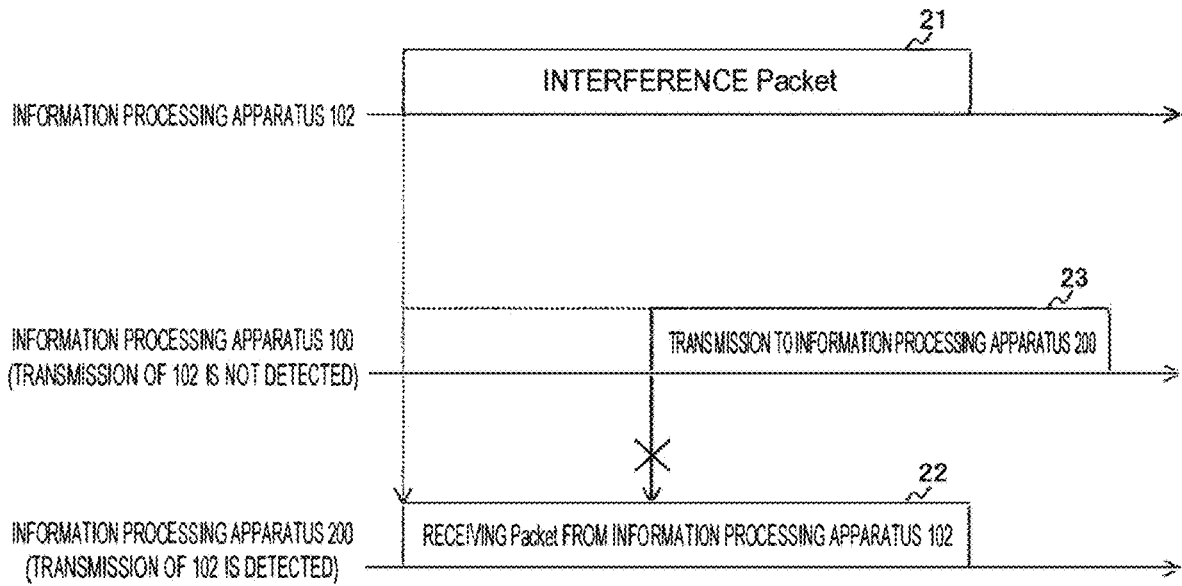 21
INTERFERENCE Packet
INFORMATION PROCESSING APPARATUS 102
23
INFORMATION PROCESSING APPARATUS 100
(TRANSMISSION OF 102 IS NOT DETECTED)
TRANSMISSION TO INFORMATION PROCESSING APPARATUS 200
22
INFORMATION PROCESSING APPARATUS 200
(TRANSMISSION OF 102 IS DETECTED)
RECEIVING Packet FROM INFORMATION PROCESSING APPARATUS 102